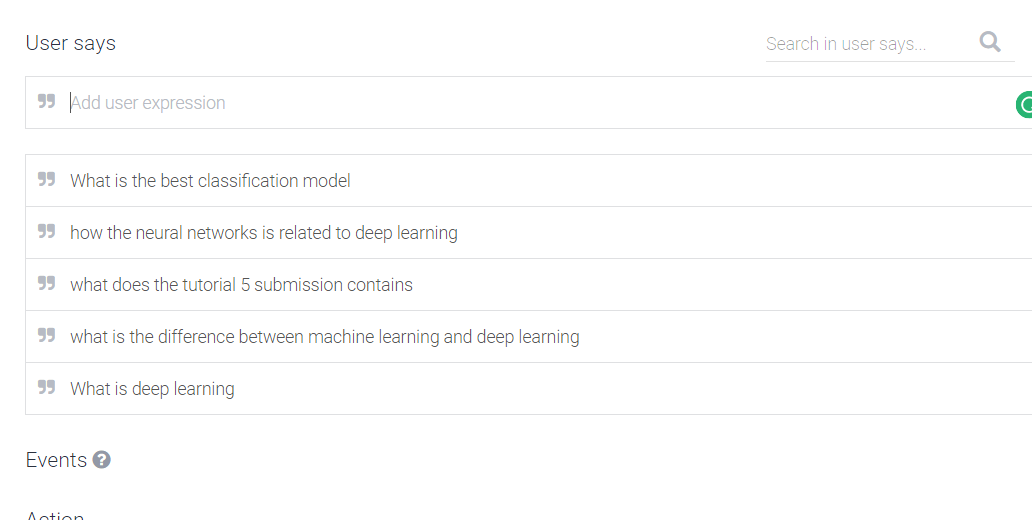 User says
Search in user says...
Add user expression
What is the best classification model
how the neural networks is related to deep learning
what does the tutorial 5 submission contains
what is the difference between machine learning and deep learning
What is deep learning
Events
Action